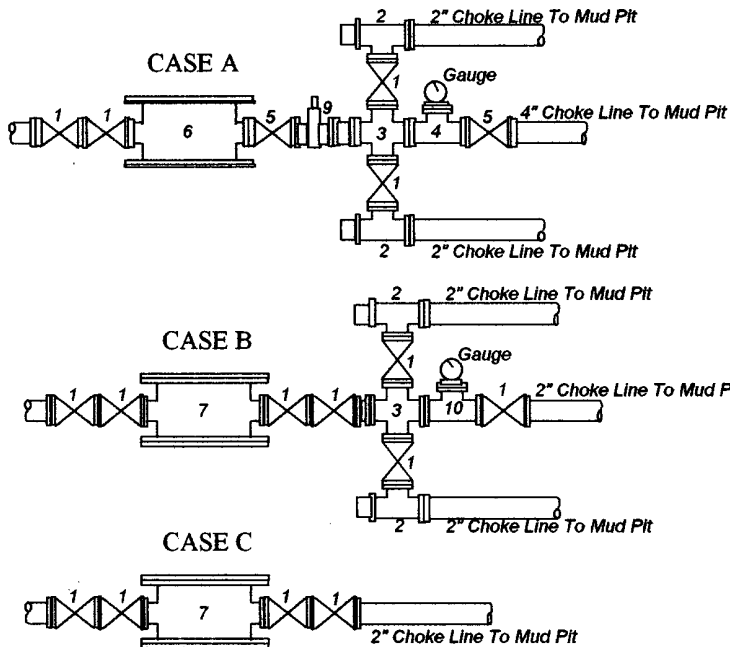 2 2" Choke Line To Mud Pit
CASE A
1
Gauge
1 1 6 5 9 3 4 5 4" Choke Line To Mud Pit
1
2 2" Choke Line To Mud Pit
2 2" Choke Line To Mud Pit
CASE B
1
Gauge
1 1 7 1 1 3 10 1 2" Choke Line To Mud P
1
2 2" Choke Line To Mud Pit
CASE C
1 1 7 1 1
2" Choke Line To Mud Pit